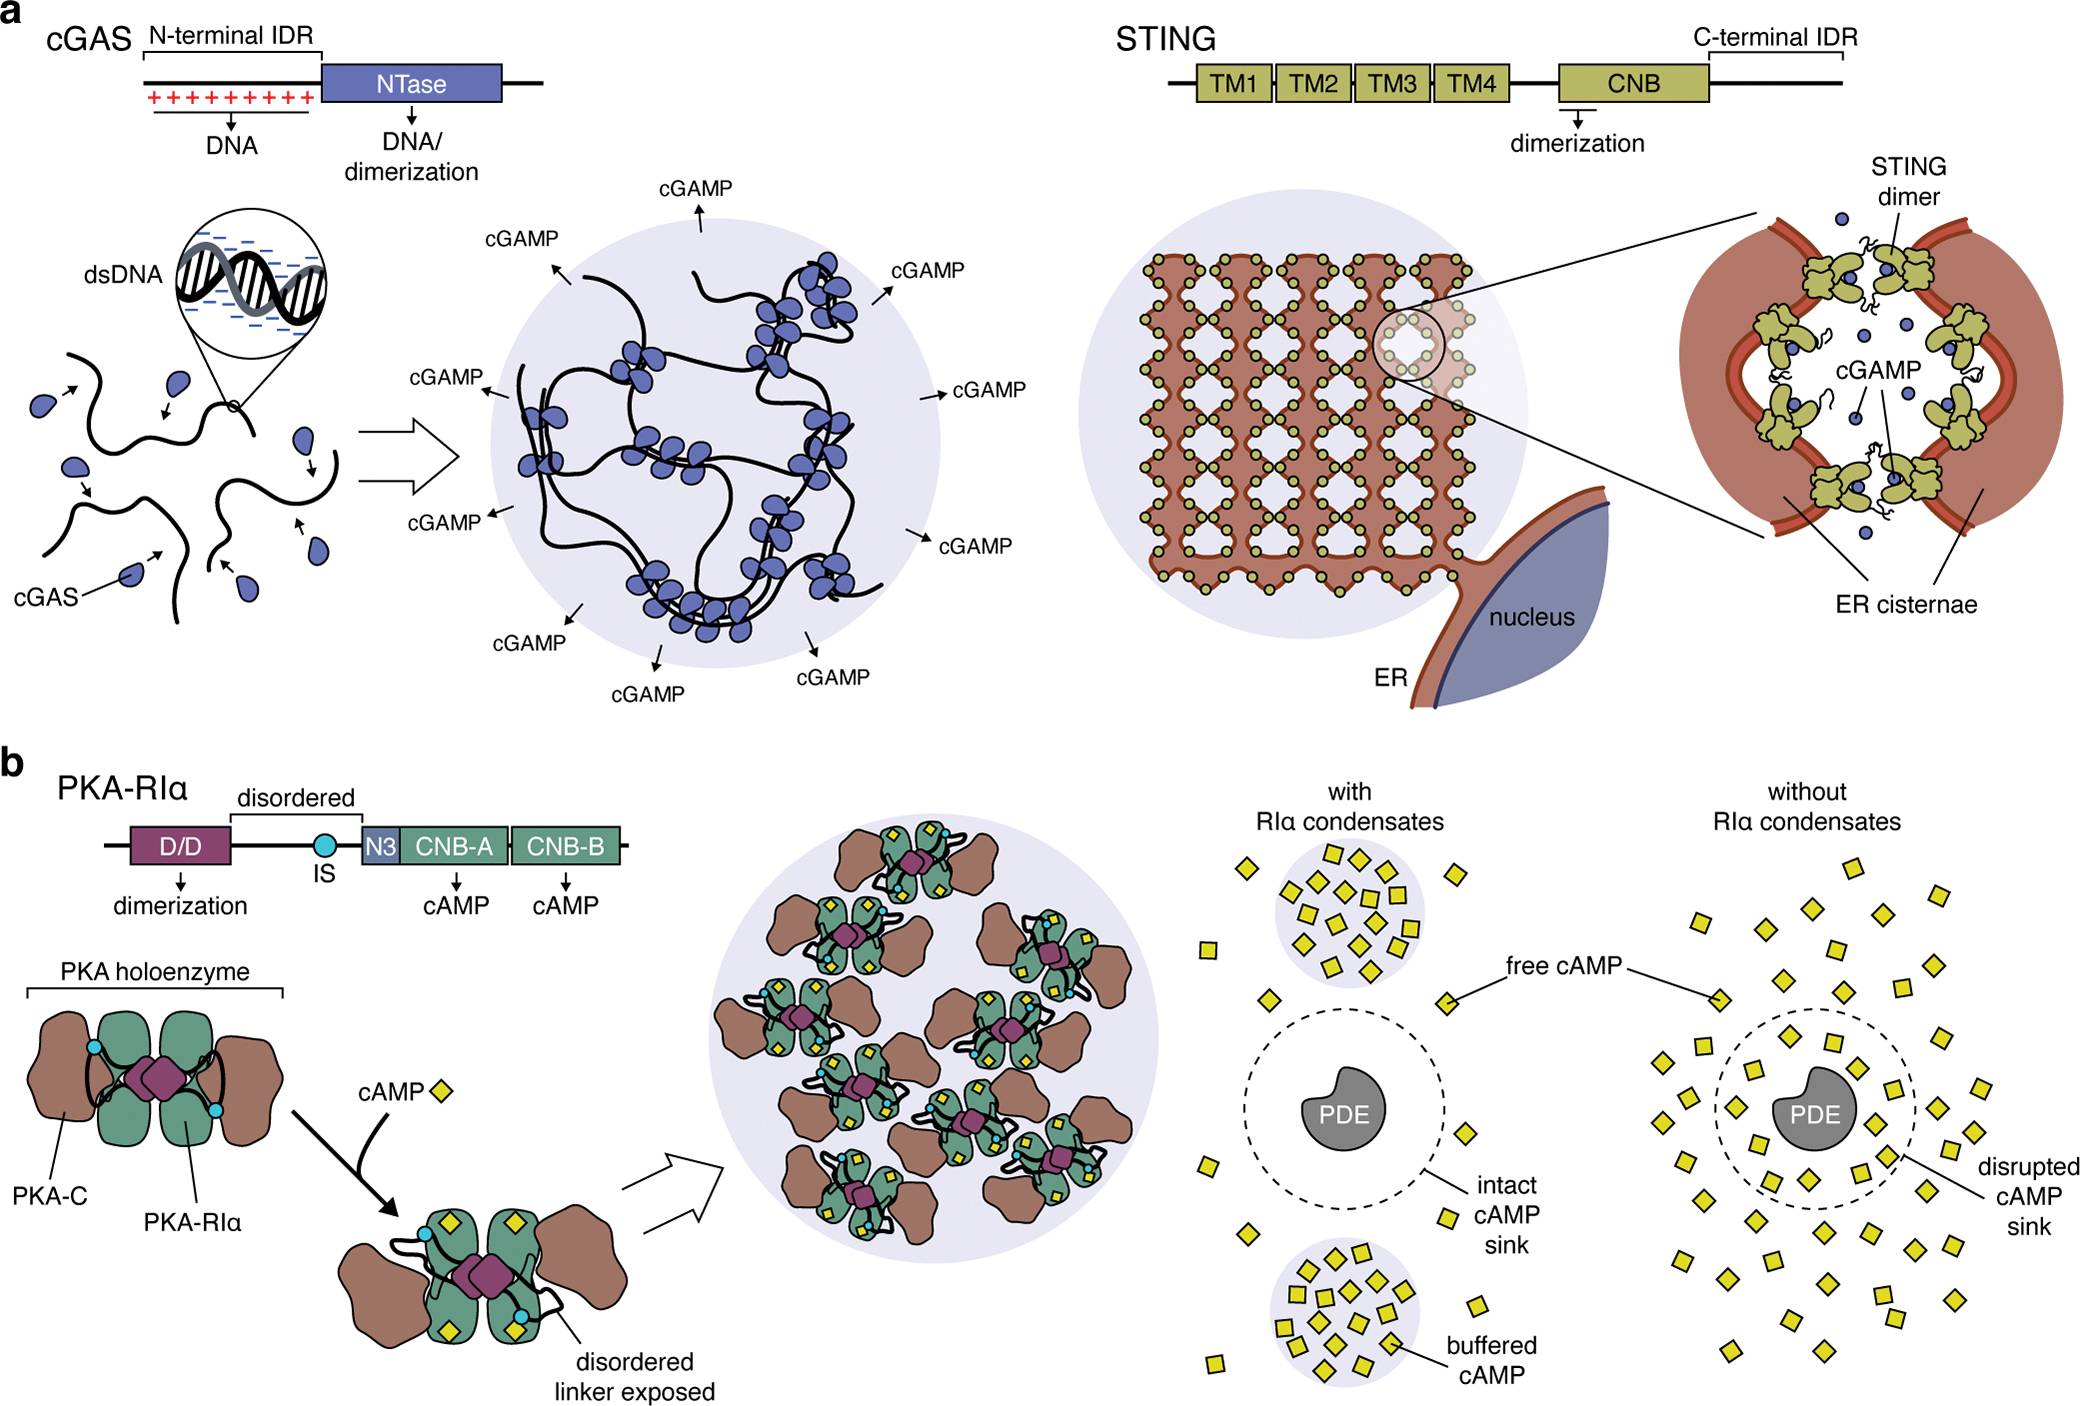 a
cGAS
N-terminal IDR
NTase
+ + + + + + + + +
DNA
DNA/
dimerization
dsDNA
cGAS
cGAMP
cGAMP
cGAMP
cGAMP
cGAMP
cGAMP
cGAMP
cGAMP
cGAMP
cGAMP
STING
C-terminal IDR
TM1
TM2
TM3
TM4
CNB
dimerization
STING
dimer
cGAMP
ER cisternae
nucleus
ER
b
PKA-RIα
disordered
D/D
IS
N3
CNB-A
CNB-B
dimerization
cAMP
cAMP
PKA holoenzyme
PKA-C
PKA-RIα
cAMP
disordered
linker exposed
with
RIα condensates
without
RIα condensates
free cAMP
PDE
PDE
intact
cAMP
sink
disrupted
cAMP
sink
buffered
cAMP